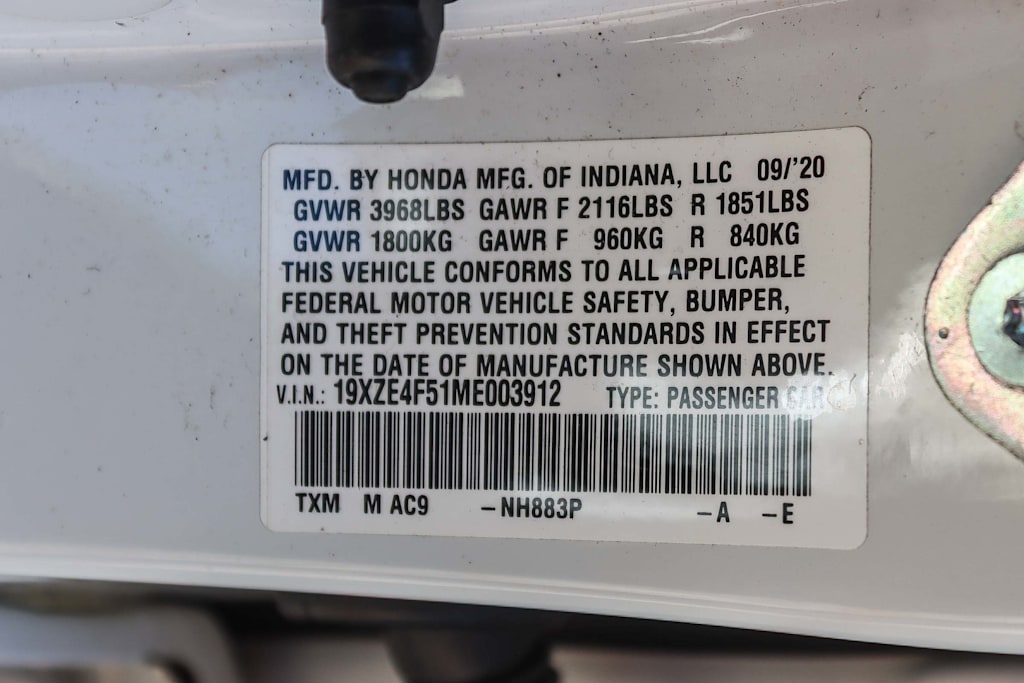 MFD. BY HONDA MFG. OF INDIANA, LLC 09/'20
GVWR 3968LBS GAWR F 2116LBS R 1851LBS
GVWR 1800KG GAWR F 960KG R 840KG
THIS VEHICLE CONFORMS TO ALL APPLICABLE
FEDERAL MOTOR VEHICLE SAFETY, BUMPER,
AND THEFT PREVENTION STANDARDS IN EFFECT
ON THE DATE OF MANUFACTURE SHOWN ABOVE.
V.I.N.: 19XZE4F51ME003912 TYPE: PASSENGER CAR
TXM M AC9 –NH883P –A –E